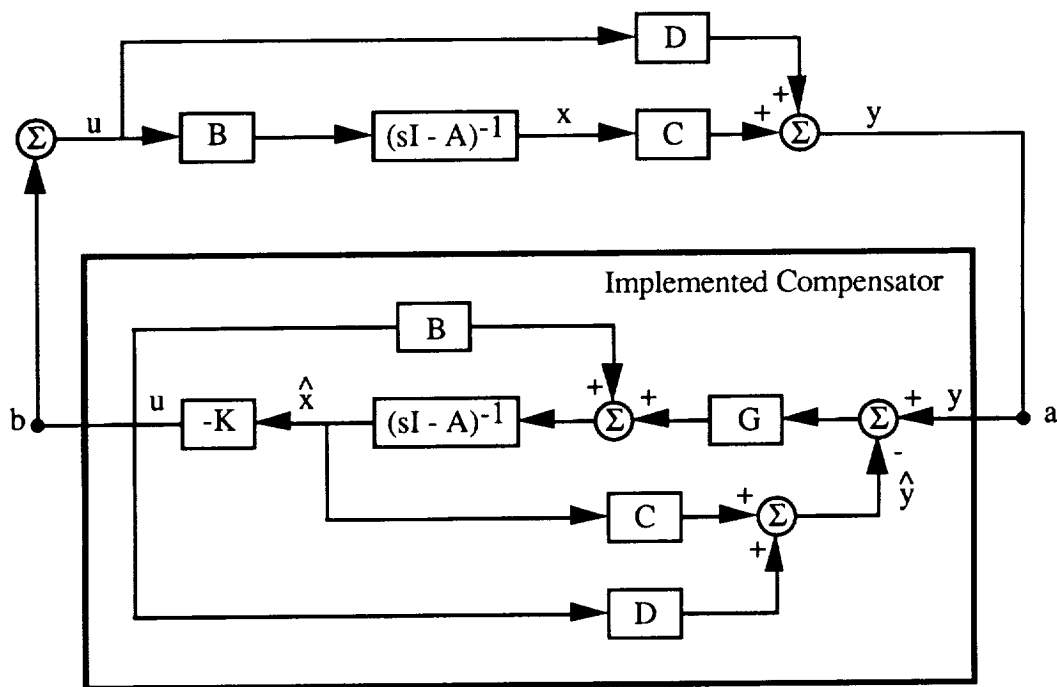 D
+
Σ u B (sI - A)⁻¹ x C + Σ y
Implemented Compensator
B
+
b u -K x̂ (sI - A)⁻¹ Σ + G Σ + y a
-
ŷ
C + Σ
+
D